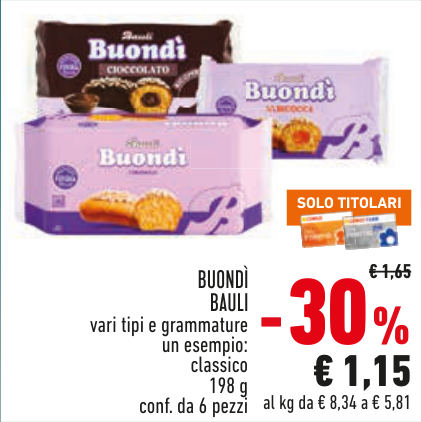 Bauli
Buondì
CIOCCOLATO
Bauli
Buondì
ALBICOCCA
Bauli
Buondì
SOLO TITOLARI
BUONDÌ
BAULI
vari tipi e grammature
un esempio:
classico
198 g
conf. da 6 pezzi
€ 1,65
- 30%
€ 1,15
al kg da € 8,34 a € 5,81